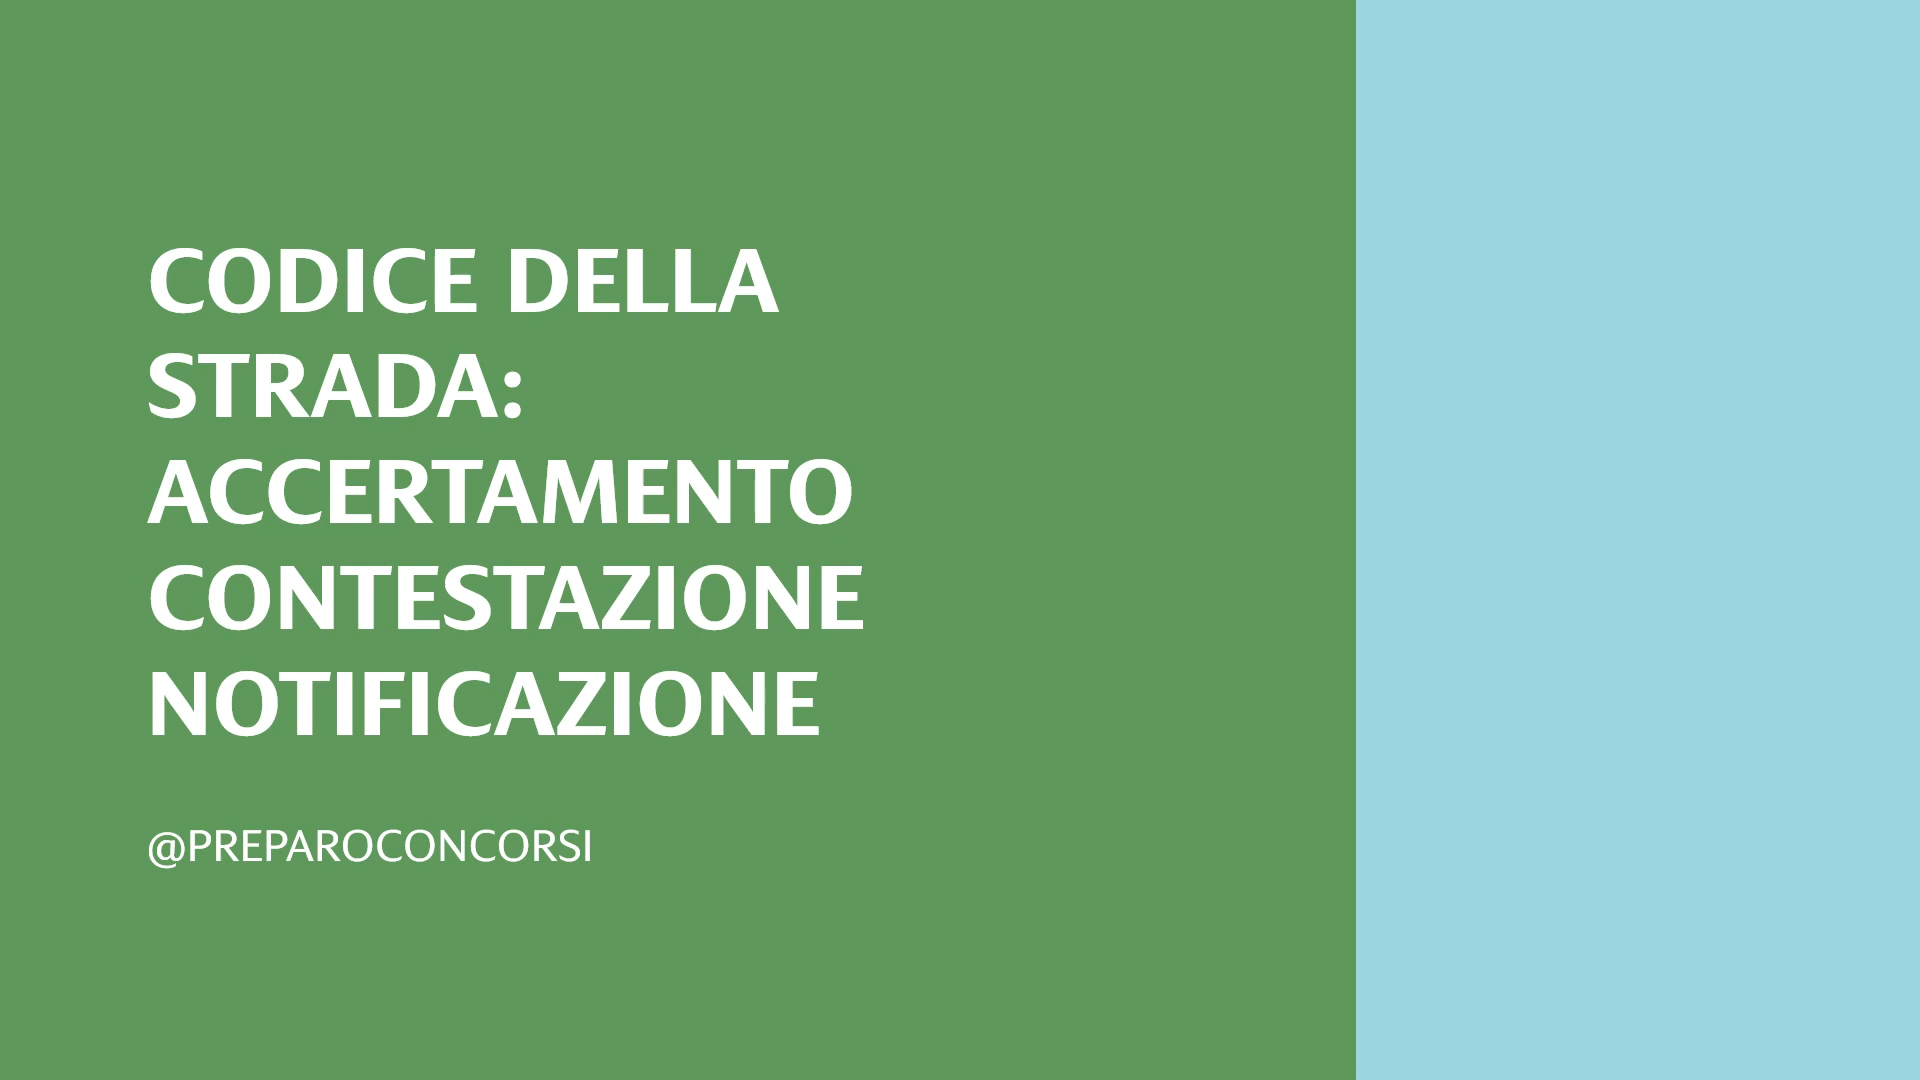 CODICE DELLA
STRADA:
ACCERTAMENTO
CONTESTAZIONE
NOTIFICAZIONE
@PREPAROCONCORSI